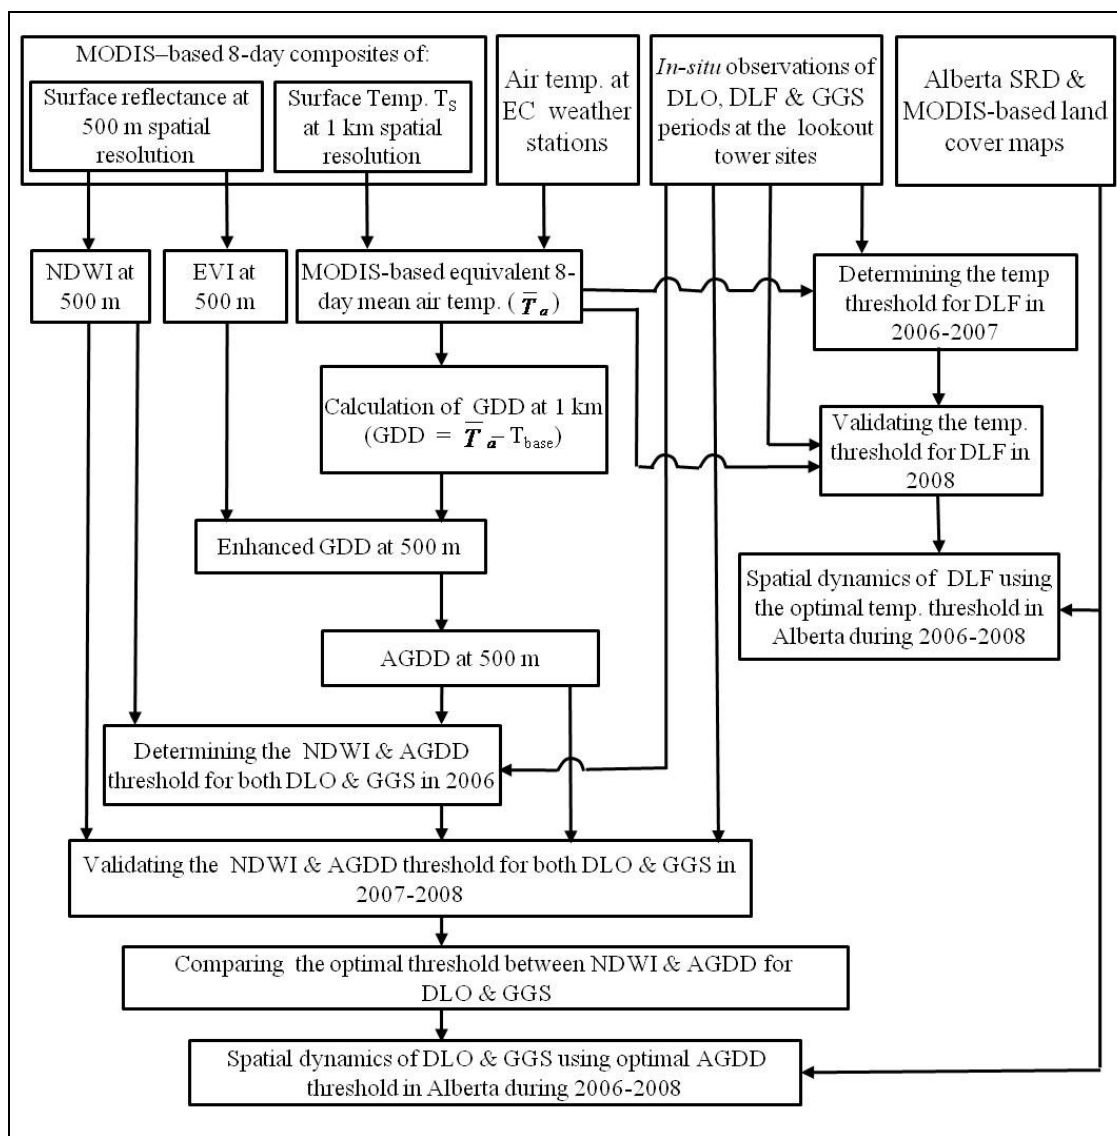 MODIS–based 8-day composites of:
Surface reflectance at
500 m spatial
resolution
Surface Temp. TS
at 1 km spatial
resolution
Air temp. at
EC weather
stations
In-situ observations of
DLO, DLF & GGS
periods at the lookout
tower sites
Alberta SRD &
MODIS-based land
cover maps
NDWI at
500 m
EVI at
500 m
MODIS-based equivalent 8-
day mean air temp. (T̅a)
Determining the temp
threshold for DLF in
2006-2007
Calculation of GDD at 1 km
(GDD = T̅a- Tbase)
Validating the temp.
threshold for DLF in
2008
Enhanced GDD at 500 m
Spatial dynamics of DLF using
the optimal temp. threshold in
Alberta during 2006-2008
AGDD at 500 m
Determining the NDWI & AGDD
threshold for both DLO & GGS in 2006
Validating the NDWI & AGDD threshold for both DLO & GGS in
2007-2008
Comparing the optimal threshold between NDWI & AGDD for
DLO & GGS
Spatial dynamics of DLO & GGS using optimal AGDD
threshold in Alberta during 2006-2008